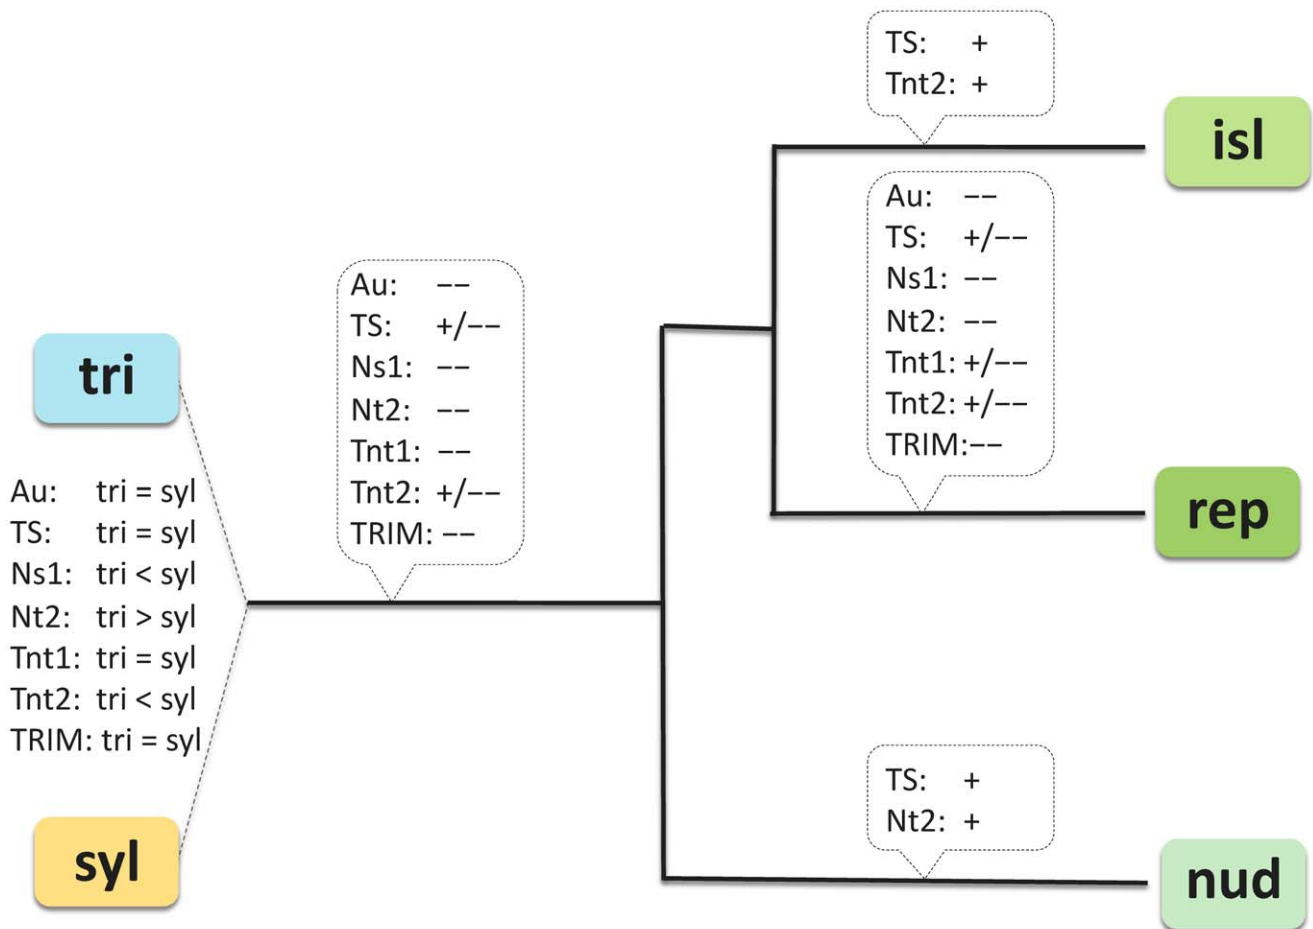 TS: +
Tnt2: +
isl
Au: −−
TS: +/−−
Ns1: −−
Nt2: −−
Tnt1: +/−−
Tnt2: +/−−
TRIM:−−
rep
Au: −−
TS: +/−−
Ns1: −−
Nt2: −−
Tnt1: −−
Tnt2: +/−−
TRIM: −−
tri
Au: tri = syl
TS: tri = syl
Ns1: tri < syl
Nt2: tri > syl
Tnt1: tri = syl
Tnt2: tri < syl
TRIM: tri = syl
syl
TS: +
Nt2: +
nud